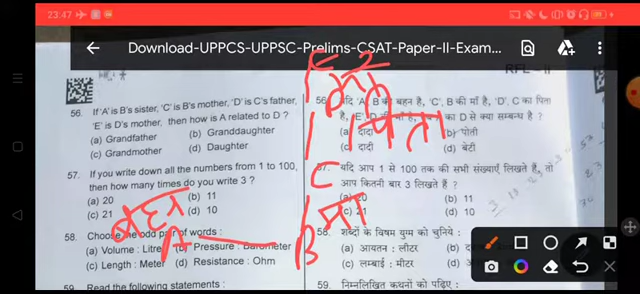 23:47
Download-UPPCS-UPPSC-Prelims-CSAT-Paper-II-Exam...
RFL - II
56. If 'A' is B's sister, 'C' is B's mother, 'D' is C's father,
'E' is D's mother, then how is A related to D ?
(a) Grandfather (b) Granddaughter
(c) Grandmother (d) Daughter
57. If you write down all the numbers from 1 to 100,
then how many times do you write 3 ?
(a) 20 (b) 11
(c) 21 (d) 10
58. Choose the odd pair of words :
(a) Volume : Litre Pressure : Barometer
(c) Length : Meter (d) Resistance : Ohm
59. Read the following statements :
56. यदि 'A', B की बहन है, 'C', B की माँ है, 'D', C का पिता
है, 'E', D की का D से क्या सम्बन्ध है ?
(a) दादा (b) पोती
(c) दादी (d) बेटी
57. यदि आप 1 से 100 तक की सभी संख्याएँ लिखते हैं, तो
आप कितनी बार 3 लिखते हैं ?
(a) 20 (b) 11
(c) 21 (d) 10
58. शब्दों के विषम युग्म को चुनिये :
(a) आयतन : लीटर
(c) लम्बाई : मीटर
59. निम्नलिखित कथनों को पढ़िए :
पिता
C
माँ
बहन
A B